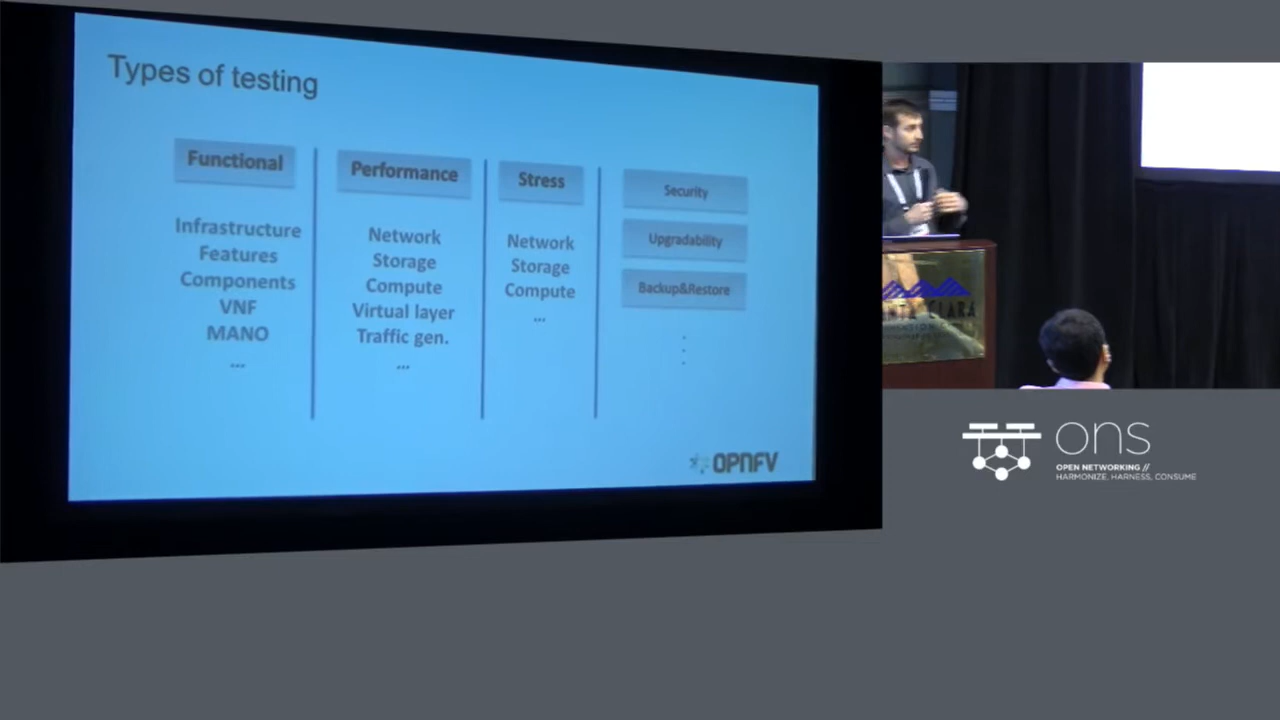 Types of testing
Functional
Infrastructure
Features
Components
VNF
MANO
...
Performance
Network
Storage
Compute
Virtual layer
Traffic gen.
...
Stress
Network
Storage
Compute
...
Security
Upgradability
Backup&Restore
OPNFV
CLARA
ons
OPEN NETWORKING //
HARMONIZE, HARNESS, CONSUME